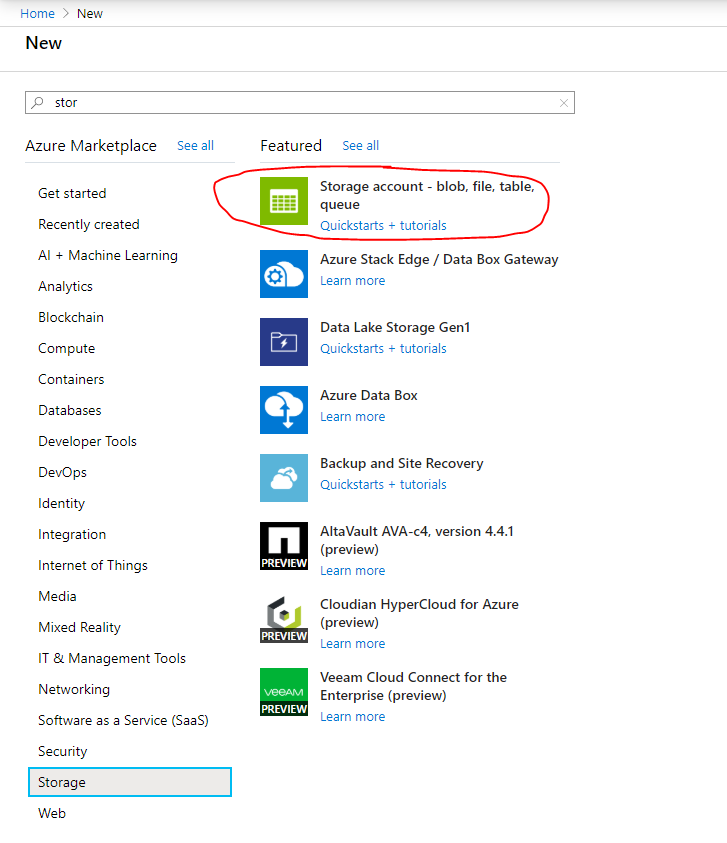 Home > New
New
stor
Azure Marketplace See all
Get started
Recently created
AI + Machine Learning
Analytics
Blockchain
Compute
Containers
Databases
Developer Tools
DevOps
Identity
Integration
Internet of Things
Media
Mixed Reality
IT & Management Tools
Networking
Software as a Service (SaaS)
Security
Storage
Web
Featured See all
Storage account - blob, file, table,
queue
Quickstarts + tutorials
Azure Stack Edge / Data Box Gateway
Learn more
Data Lake Storage Gen1
Quickstarts + tutorials
Azure Data Box
Learn more
Backup and Site Recovery
Quickstarts + tutorials
PREVIEW
AltaVault AVA-c4, version 4.4.1
(preview)
Learn more
PREVIEW
Cloudian HyperCloud for Azure
(preview)
Learn more
veeAM
PREVIEW
Veeam Cloud Connect for the
Enterprise (preview)
Learn more